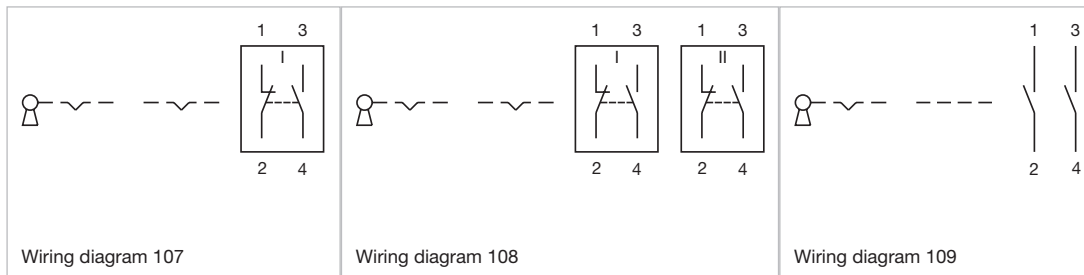 1 3
I
2 4
Wiring diagram 107
1 3 1 3
I II
2 4 2 4
Wiring diagram 108
1 3
2 4
Wiring diagram 109